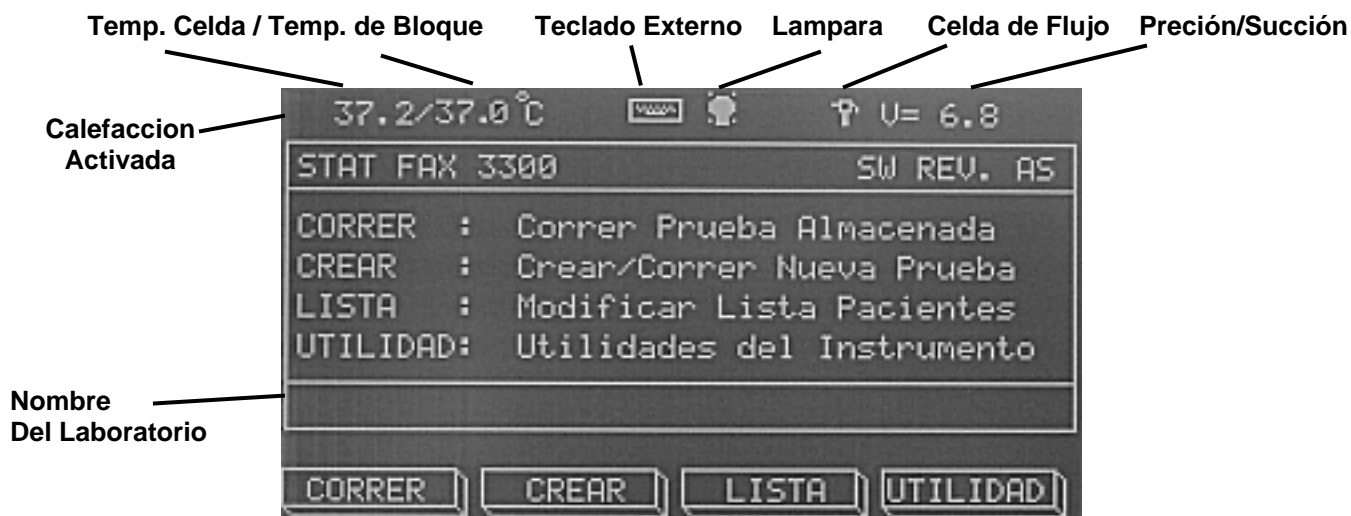 Temp. Celda / Temp. de Bloque Teclado Externo Lampara Celda de Flujo Preción/Succión
Calefaccion
Activada
37.2/37.0°C V= 6.8
STAT FAX 3300 SW REV. AS
CORRER : Correr Prueba Almacenada
CREAR : Crear/Correr Nueva Prueba
LISTA : Modificar Lista Pacientes
UTILIDAD: Utilidades del Instrumento
Nombre
Del Laboratorio
CORRER CREAR LISTA UTILIDAD